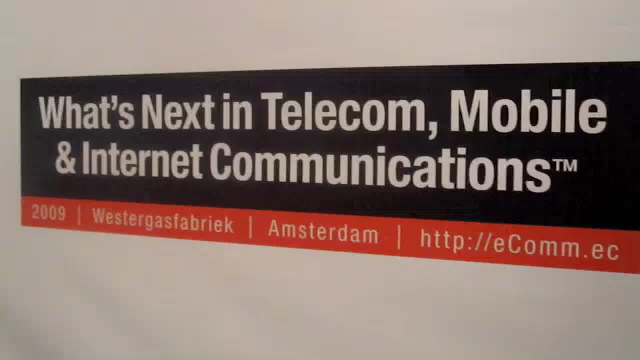 What's Next in Telecom, Mobile
& Internet Communications™
2009 | Westergasfabriek | Amsterdam | http://eComm.ec